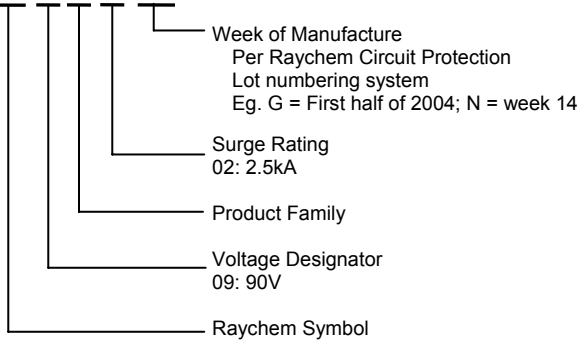 Week of Manufacture
Per Raychem Circuit Protection
Lot numbering system
Eg. G = First half of 2004; N = week 14
Surge Rating
02: 2.5kA
Product Family
Voltage Designator
09: 90V
Raychem Symbol